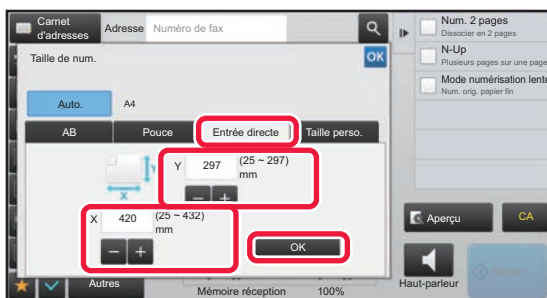 Carnet
d'adresses
Adresse
Numéro de fax
Taille de num.
OK
Auto.
A4
AB
Pouce
Entrée directe
Taille perso.
Y
297
(25 ~ 297)
mm
Y
X
X
420
(25 ~ 432)
mm
OK
Autres
Mémoire réception
100%
Num. 2 pages
Dissocier en 2 pages
N-Up
Plusieurs pages sur une page
Mode numérisation lente
Num. orig. papier fin
Aperçu
CA
Haut-parleur
Départ